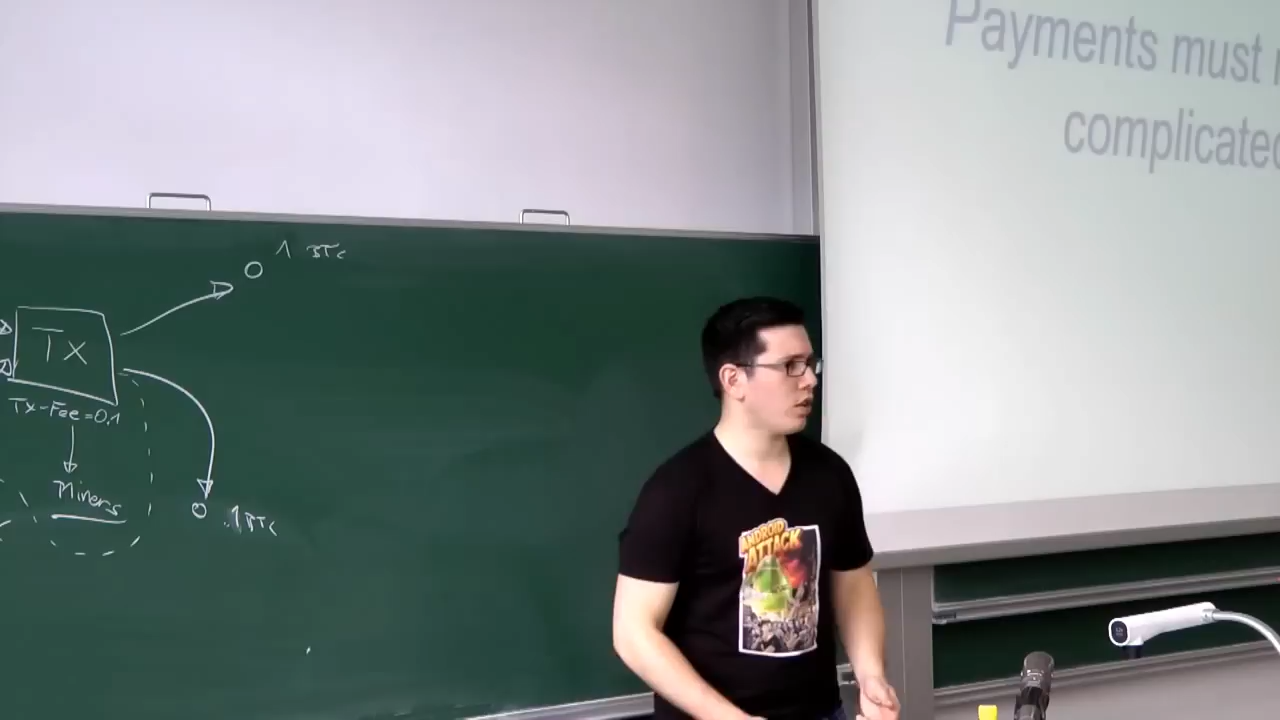 Payments must
complicated
1 BTC
Tx
Tx-Fee=0,1
Miners
1 BTC
ANDROID
ATTACK